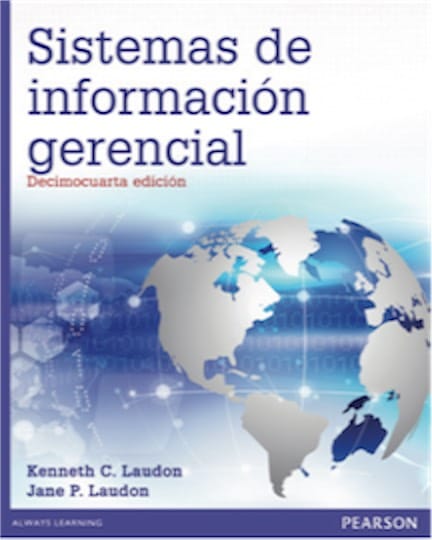 Sistemas de
información
gerencial
Decimocuarta edición
Kenneth C. Laudon
Jane P. Laudon
ALWAYS LEARNING
PEARSON